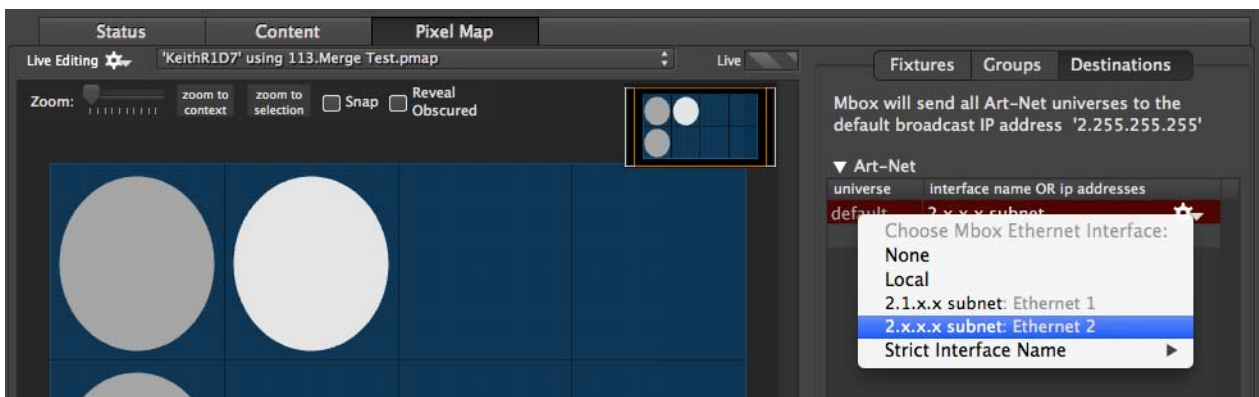 Status Content Pixel Map
Live Editing 'KeithR1D7' using 113.Merge Test.pmap Live
Zoom: zoom to context zoom to selection Snap Reveal Obscured
Fixtures Groups Destinations
Mbox will send all Art-Net universes to the
default broadcast IP address '2.255.255.255'
▼ Art-Net
universe interface name OR ip addresses
default 2.x.x.x subnet
Choose Mbox Ethernet Interface:
None
Local
2.1.x.x subnet: Ethernet 1
2.x.x.x subnet: Ethernet 2
Strict Interface Name